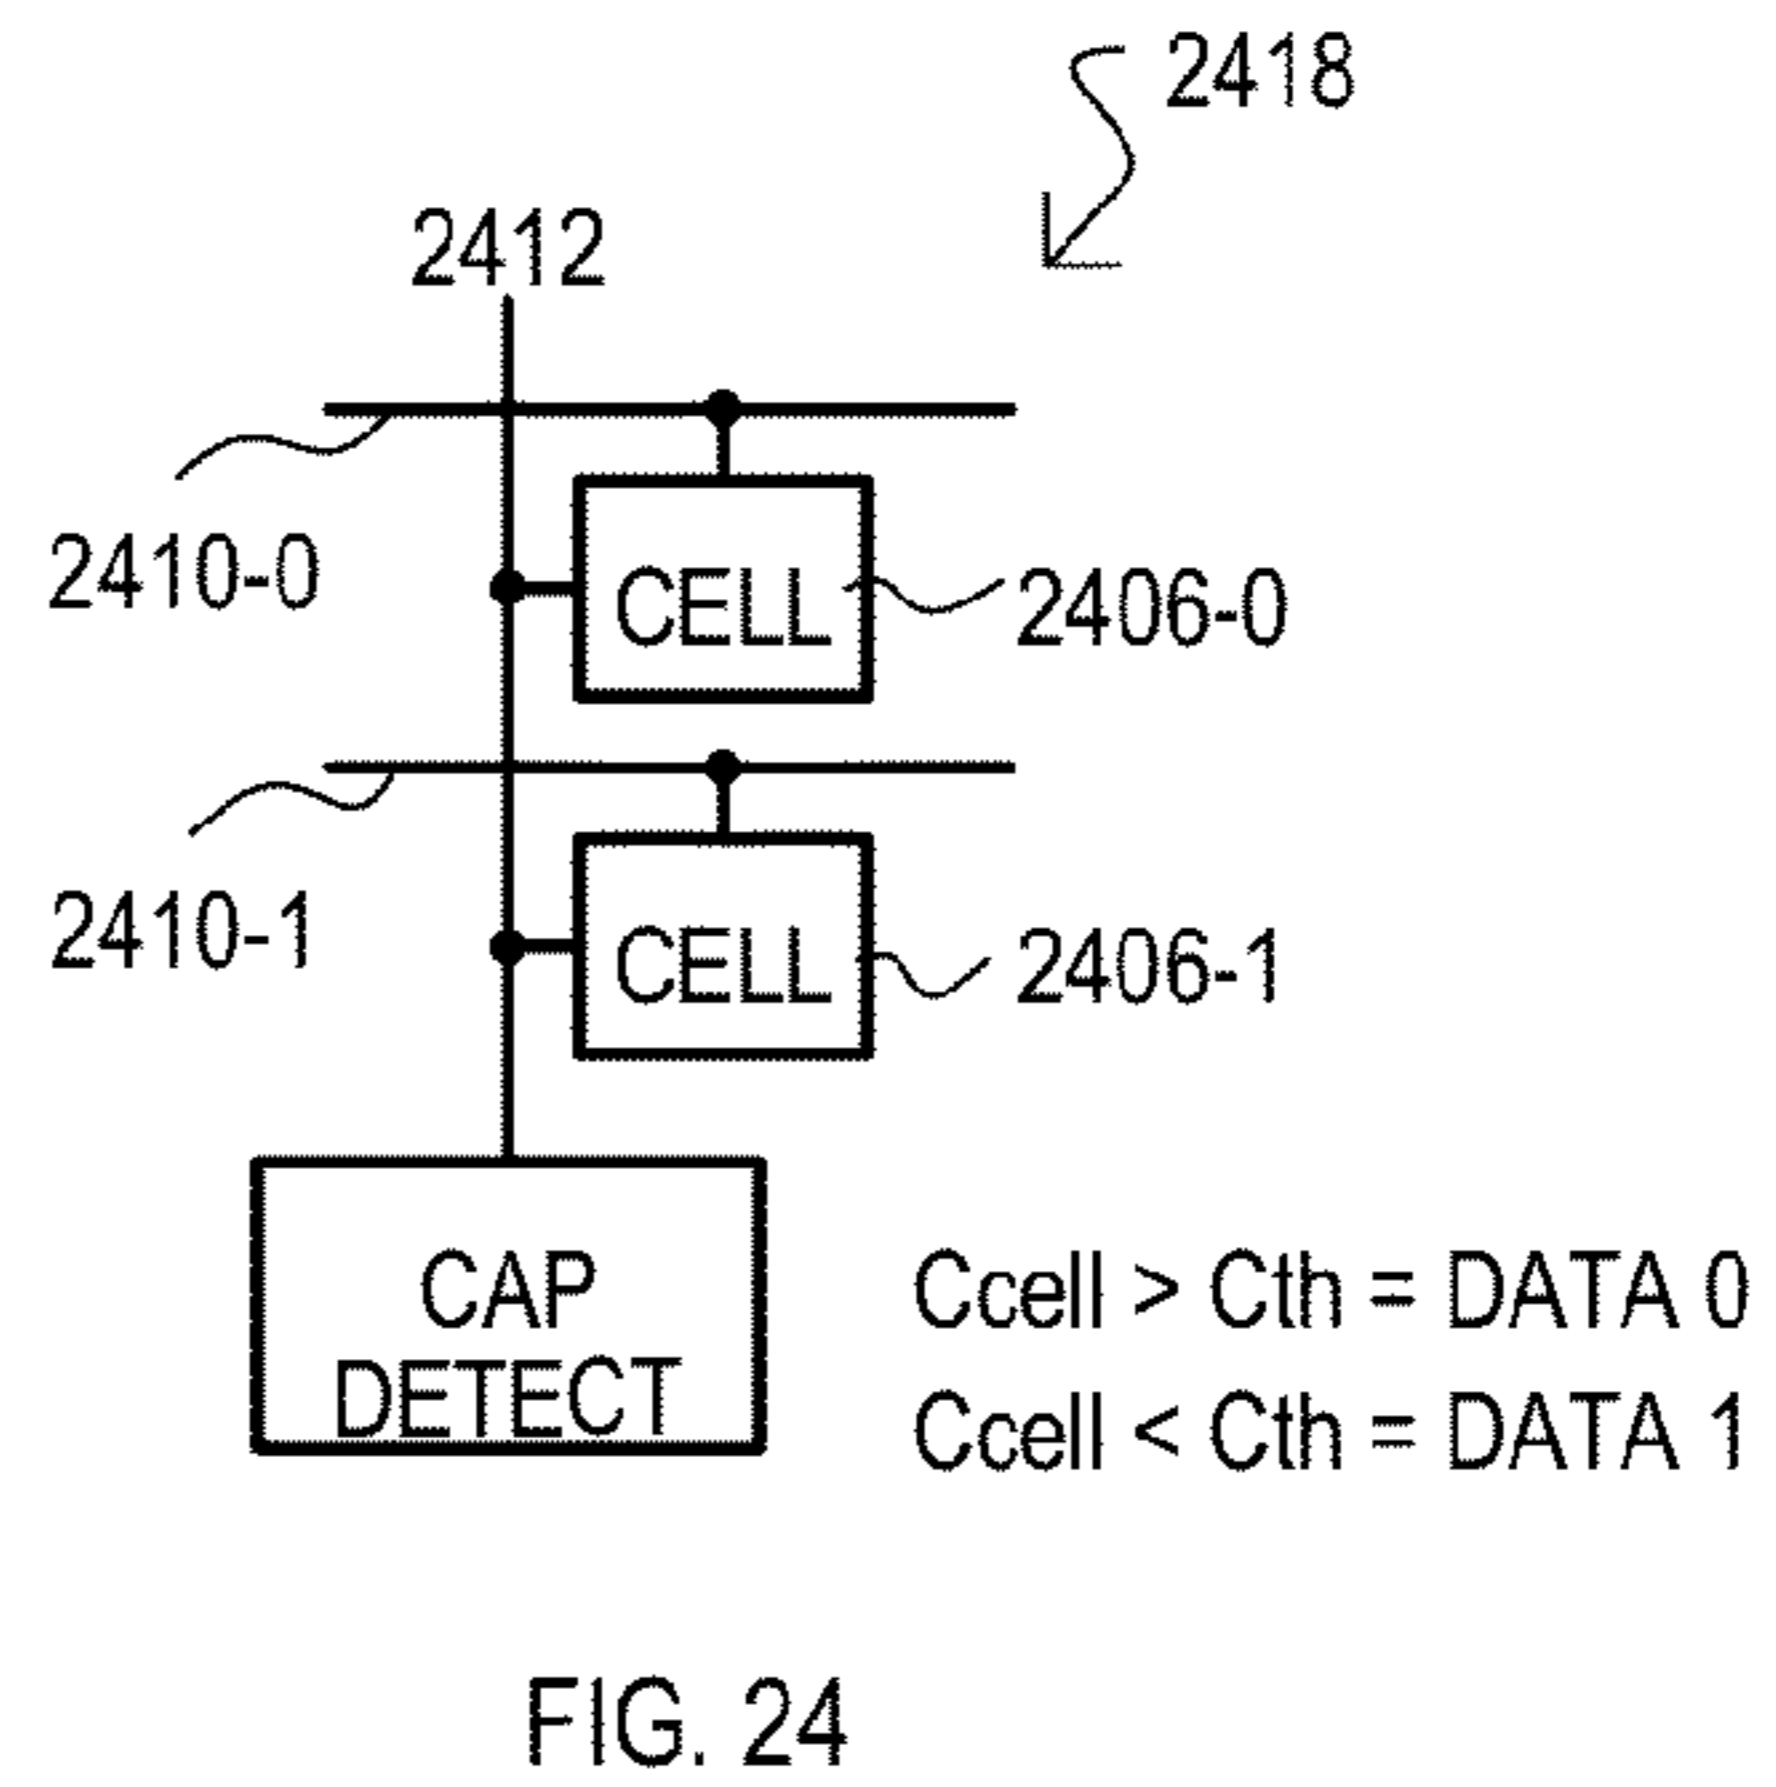 2418
2412
2410-0
CELL
2406-0
2410-1
CELL
2406-1
CAP
DETECT
Ccell > Cth = DATA 0
Ccell < Cth = DATA 1
FIG. 24